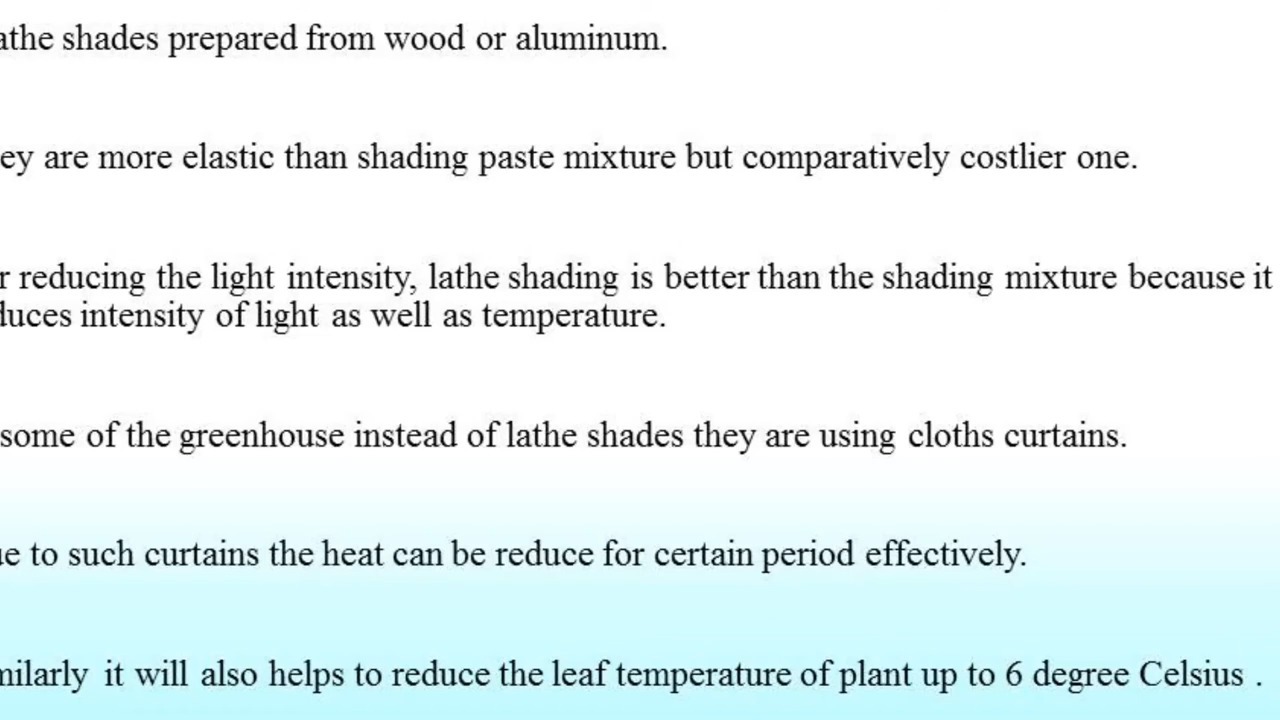 athe shades prepared from wood or aluminum.
ey are more elastic than shading paste mixture but comparatively costlier one.
r reducing the light intensity, lathe shading is better than the shading mixture because it
duces intensity of light as well as temperature.
some of the greenhouse instead of lathe shades they are using cloths curtains.
ue to such curtains the heat can be reduce for certain period effectively.
milarly it will also helps to reduce the leaf temperature of plant up to 6 degree Celsius .